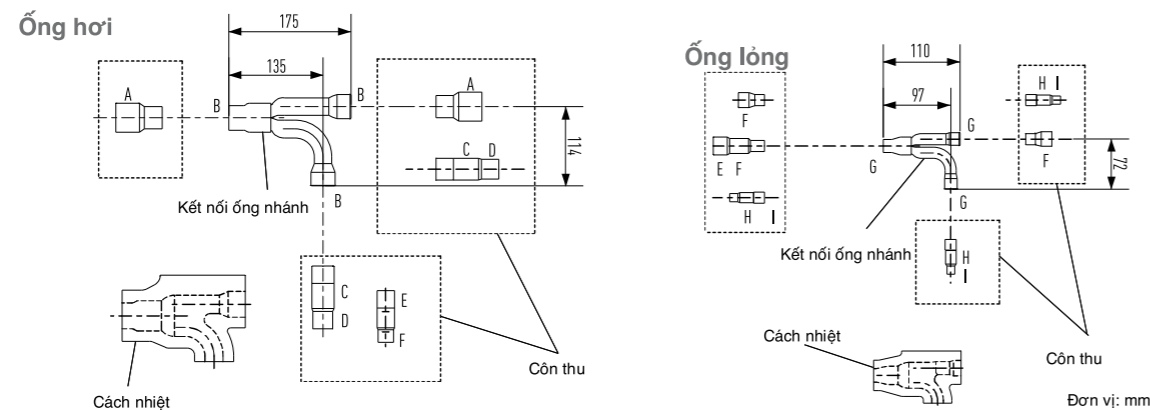 Ống hơi
175
135
A
B
B
A
C D
114
B
Kết nối ống nhánh
C
D
E
F
Côn thu
Cách nhiệt
Ống lỏng
110
97
F
E F
H I
G
G
G
H I
F
72
Kết nối ống nhánh
H
I
Cách nhiệt
Côn thu
Đơn vị: mm